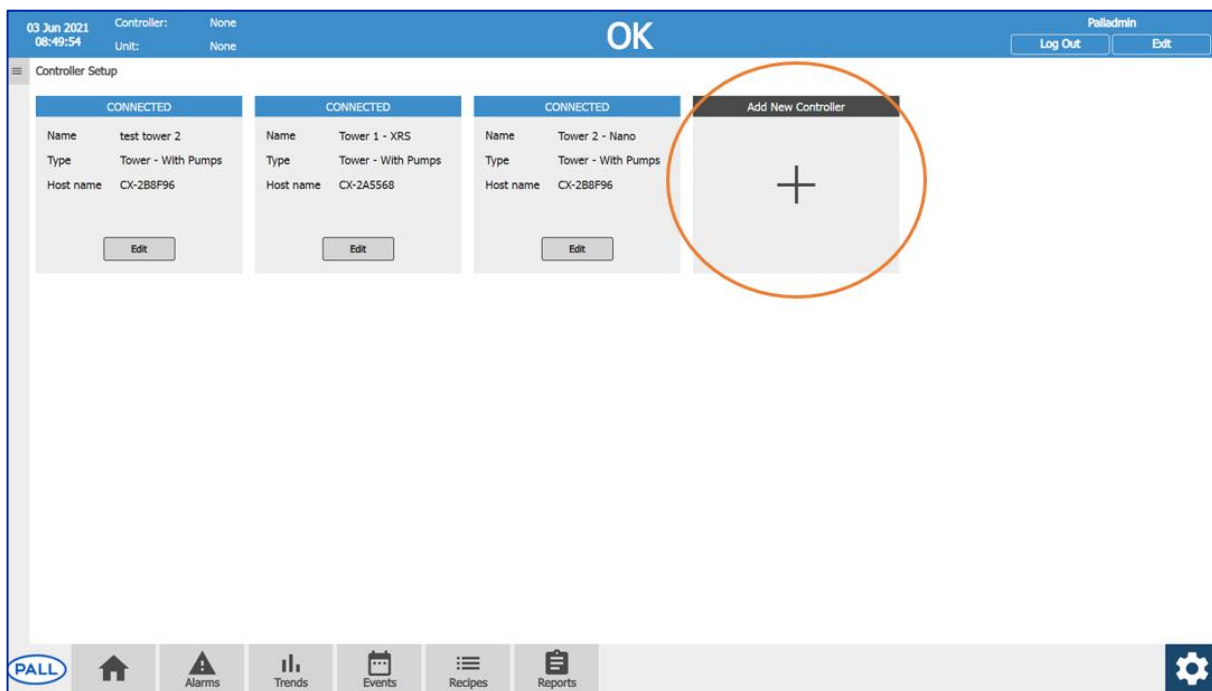 03 Jun 2021
08:49:54
Controller: None
Unit: None
OK
Palladmin
Log Out Exit
Controller Setup
CONNECTED
Name test tower 2
Type Tower - With Pumps
Host name CX-2B8F96
Edit
CONNECTED
Name Tower 1 - XRS
Type Tower - With Pumps
Host name CX-2A5568
Edit
CONNECTED
Name Tower 2 - Nano
Type Tower - With Pumps
Host name CX-2B8F96
Edit
Add New Controller
PALL
Alarms
Trends
Events
Recipes
Reports